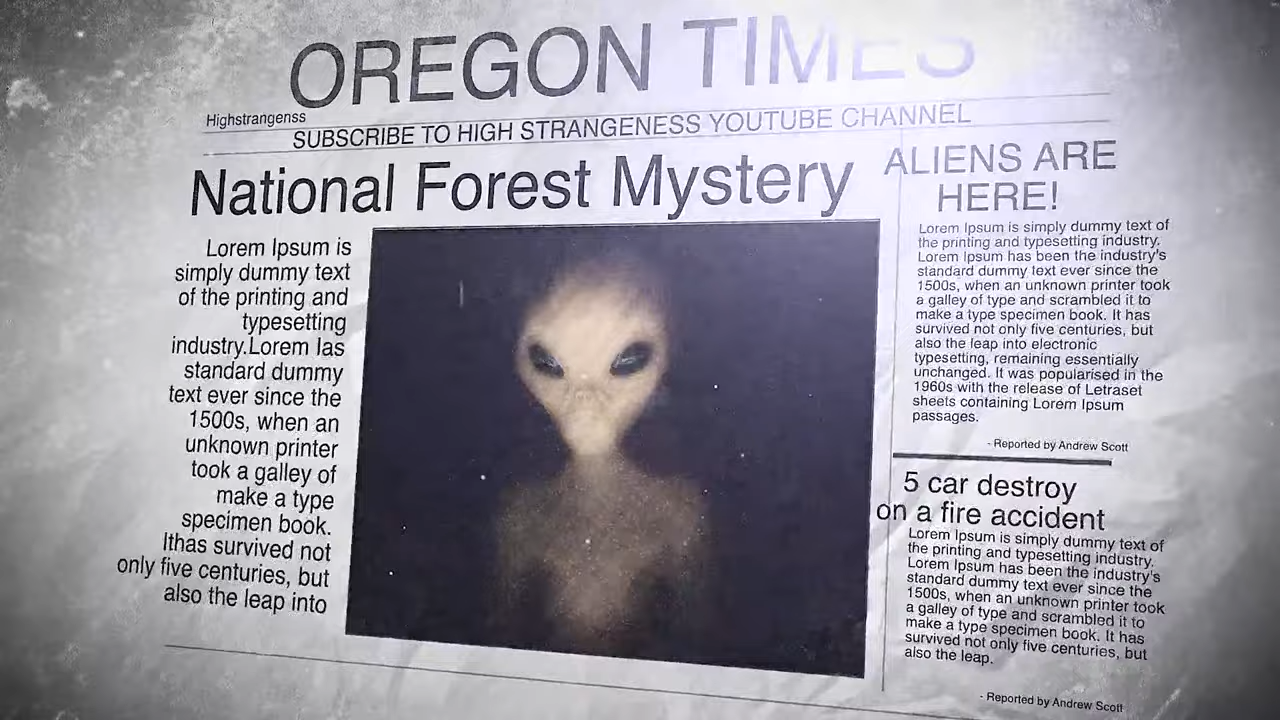 OREGON TIMES
Highstrangenss
SUBSCRIBE TO HIGH STRANGENESS YOUTUBE CHANNEL
National Forest Mystery
Lorem Ipsum is
simply dummy text
of the printing and
typesetting
industry.Lorem las
standard dummy
text ever since the
1500s, when an
unknown printer
took a galley of
make a type
specimen book.
Ithas survived not
only five centuries, but
also the leap into
ALIENS ARE
HERE!
Lorem Ipsum is simply dummy text of
the printing and typesetting industry.
Lorem Ipsum has been the industry's
standard dummy text ever since the
1500s, when an unknown printer took
a galley of type and scrambled it to
make a type specimen book. It has
survived not only five centuries, but
also the leap into electronic
typesetting, remaining essentially
unchanged. It was popularised in the
1960s with the release of Letraset
sheets containing Lorem Ipsum
passages.
- Reported by Andrew Scott
5 car destroy
on a fire accident
Lorem Ipsum is simply dummy text of
the printing and typesetting industry.
Lorem Ipsum has been the industry's
standard dummy text ever since the
1500s, when an unknown printer took
a galley of type and scrambled it to
make a type specimen book. It has
survived not only five centuries, but
also the leap.
- Reported by Andrew Scott